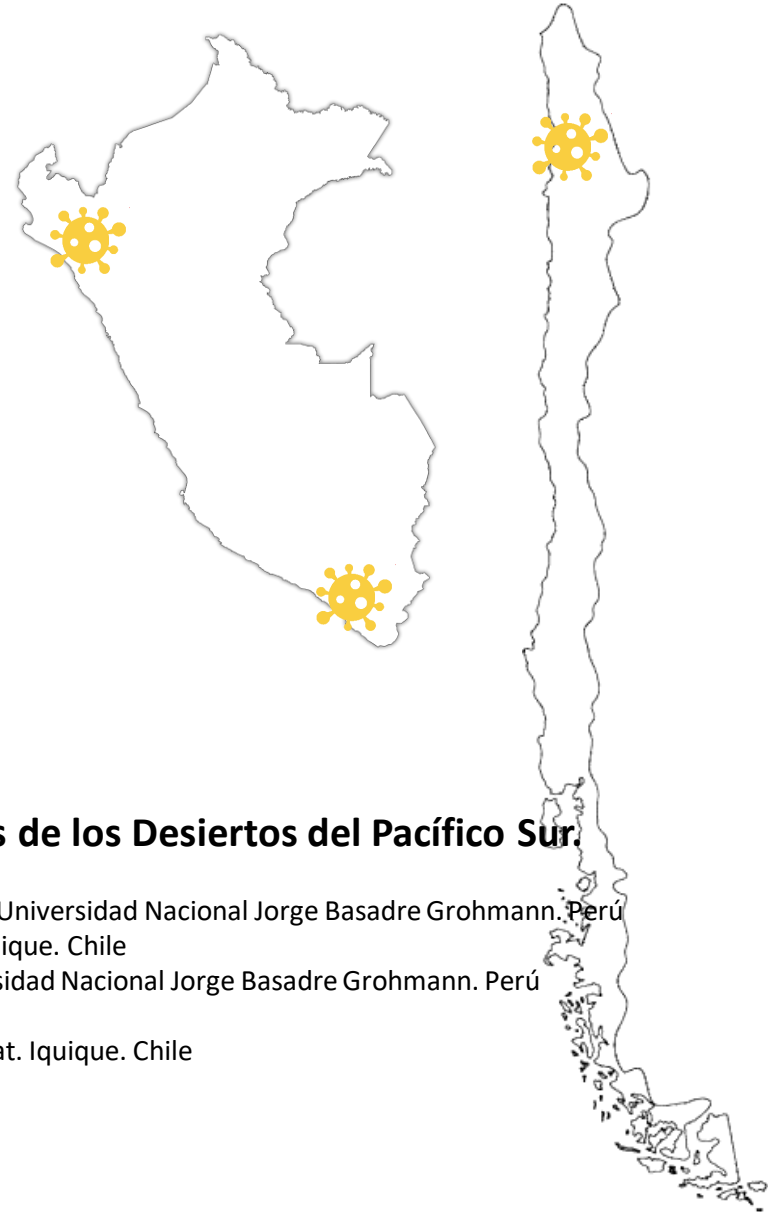 s de los Desiertos del Pacífico Sur.
Universidad Nacional Jorge Basadre Grohmann. Perú
ique. Chile
sidad Nacional Jorge Basadre Grohmann. Perú
at. Iquique. Chile